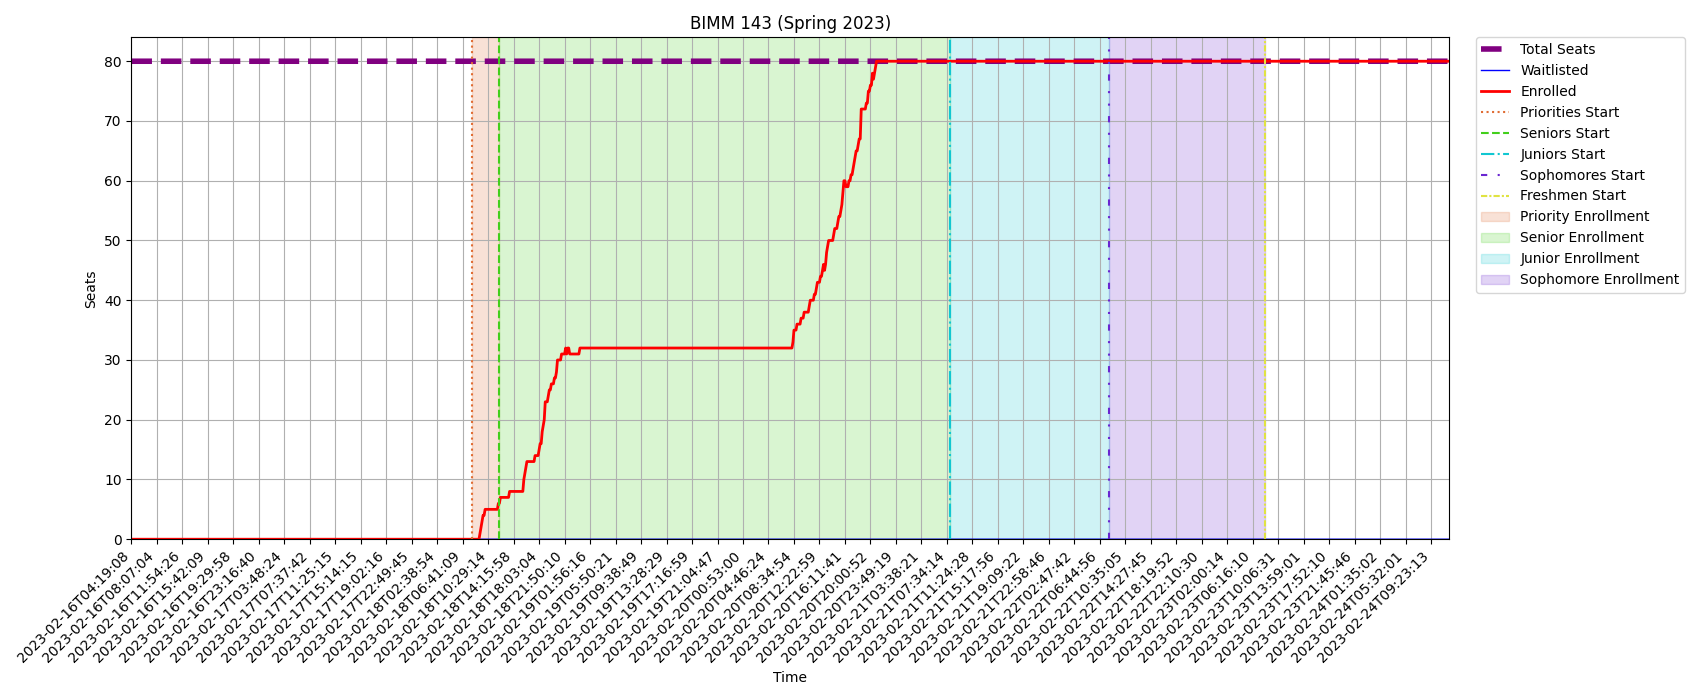 BIMM 143 (Spring 2023)
Seats
80
70
60
50
40
30
20
10
0
2023-02-16T04:19:08
2023-02-16T08:07:04
2023-02-16T11:54:26
2023-02-16T15:42:09
2023-02-16T19:29:58
2023-02-16T23:16:40
2023-02-17T03:48:24
2023-02-17T07:37:42
2023-02-17T11:25:15
2023-02-17T15:14:15
2023-02-17T19:02:16
2023-02-17T22:49:45
2023-02-18T02:38:54
2023-02-18T06:41:09
2023-02-18T10:29:14
2023-02-18T14:15:58
2023-02-18T18:03:04
2023-02-18T21:50:10
2023-02-19T01:56:16
2023-02-19T05:50:21
2023-02-19T09:38:49
2023-02-19T13:28:29
2023-02-19T17:16:59
2023-02-19T21:04:47
2023-02-20T00:53:00
2023-02-20T04:46:24
2023-02-20T08:34:54
2023-02-20T12:22:59
2023-02-20T16:11:41
2023-02-20T20:00:52
2023-02-20T23:49:19
2023-02-21T03:38:21
2023-02-21T07:34:14
2023-02-21T11:24:28
2023-02-21T15:17:56
2023-02-21T19:09:22
2023-02-21T22:58:46
2023-02-22T02:47:42
2023-02-22T06:44:56
2023-02-22T10:35:05
2023-02-22T14:27:45
2023-02-22T18:19:52
2023-02-22T22:10:30
2023-02-23T02:00:14
2023-02-23T06:16:10
2023-02-23T10:06:31
2023-02-23T13:59:01
2023-02-23T17:52:10
2023-02-23T21:45:46
2023-02-24T01:35:02
2023-02-24T05:32:01
2023-02-24T09:23:13
Time
Total Seats
Waitlisted
Enrolled
Priorities Start
Seniors Start
Juniors Start
Sophomores Start
Freshmen Start
Priority Enrollment
Senior Enrollment
Junior Enrollment
Sophomore Enrollment